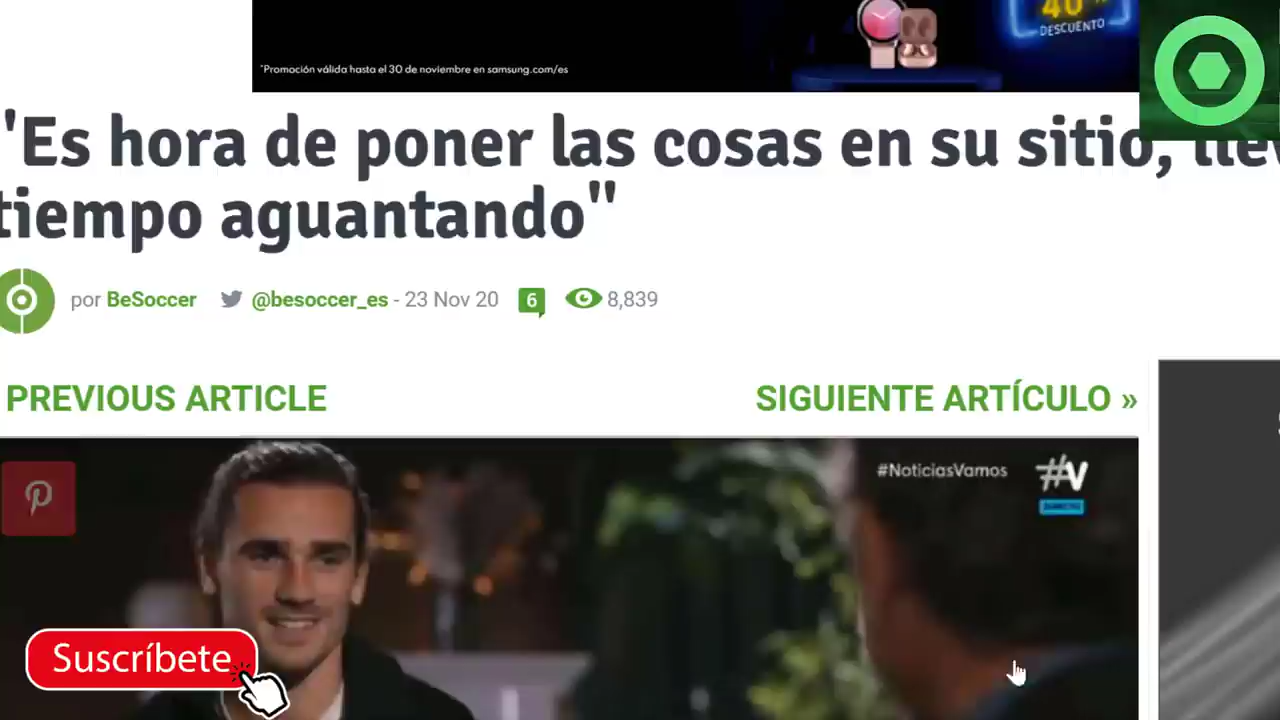 40
DESCUENTO
*Promoción válida hasta el 30 de noviembre en samsung.com/es
"Es hora de poner las cosas en su sitio,
tiempo aguantando"
por BeSoccer @besoccer_es - 23 Nov 20 6 8,839
PREVIOUS ARTICLE SIGUIENTE ARTÍCULO »
#NoticiasVamos #V
Suscríbete